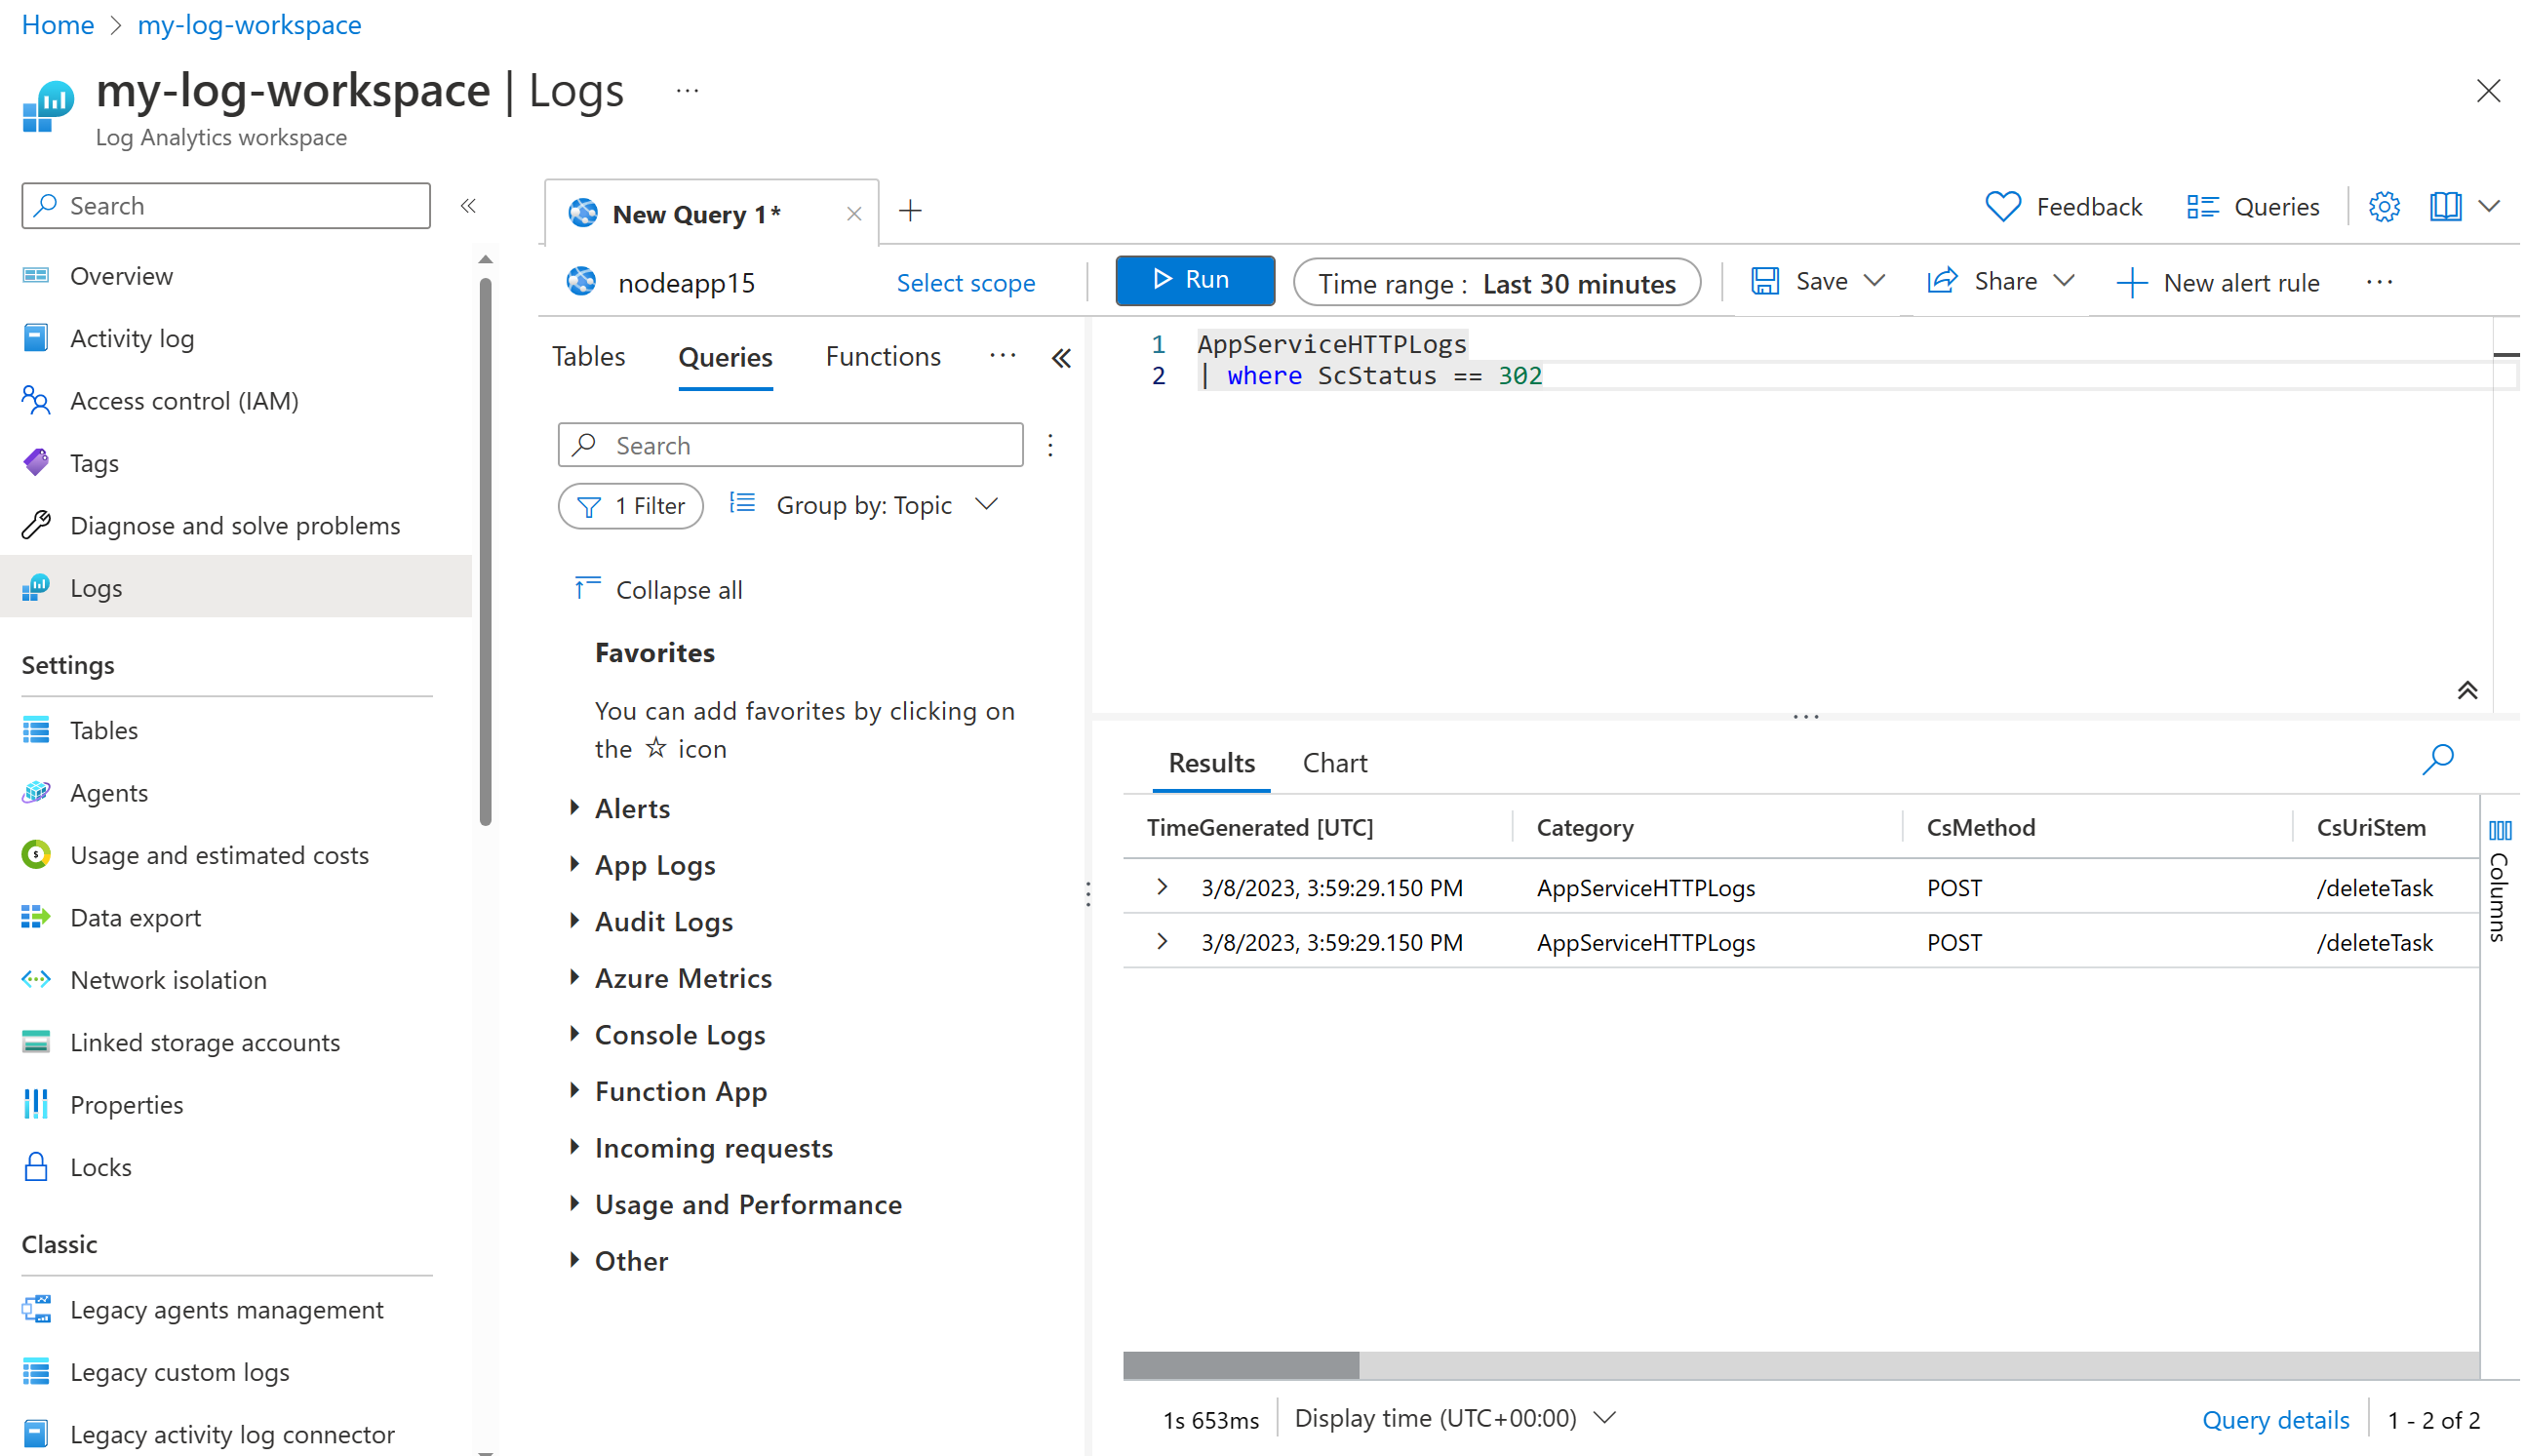 Home > my-log-workspace
my-log-workspace | Logs ...
Log Analytics workspace
Search
Overview
Activity log
Access control (IAM)
Tags
Diagnose and solve problems
Logs
Settings
Tables
Agents
Usage and estimated costs
Data export
Network isolation
Linked storage accounts
Properties
Locks
Classic
Legacy agents management
Legacy custom logs
Legacy activity log connector
New Query 1*
Feedback
Queries
nodeapp15
Select scope
Run
Time range : Last 30 minutes
Save
Share
New alert rule
Tables Queries Functions ...
Search
1 Filter
Group by: Topic
Collapse all
Favorites
You can add favorites by clicking on
the ☆ icon
Alerts
App Logs
Audit Logs
Azure Metrics
Console Logs
Function App
Incoming requests
Usage and Performance
Other
1 AppServiceHTTPLogs
2 | where ScStatus == 302
Results Chart
TimeGenerated [UTC] Category CsMethod CsUriStem
3/8/2023, 3:59:29.150 PM AppServiceHTTPLogs POST /deleteTask
3/8/2023, 3:59:29.150 PM AppServiceHTTPLogs POST /deleteTask
Columns
1s 653ms
Display time (UTC+00:00)
Query details
1 - 2 of 2